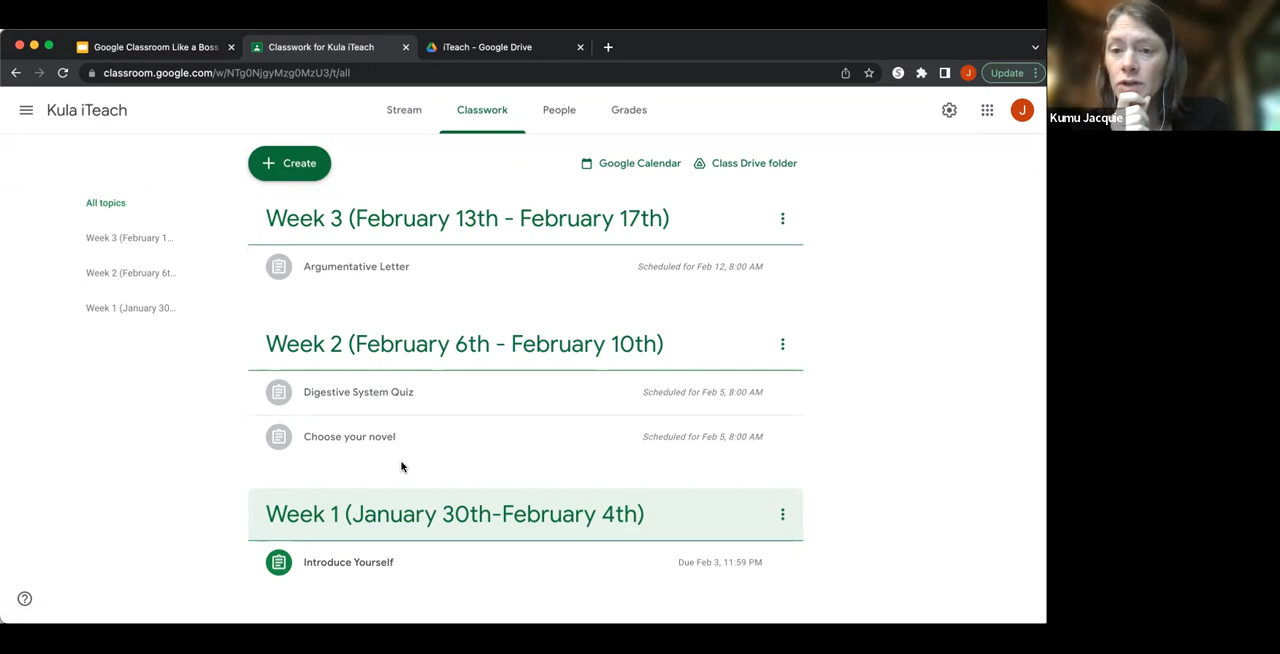 Google Classroom Like a Boss
Classwork for Kula iTeach
iTeach - Google Drive
classroom.google.com/w/NTg0NjgyMzg0MzU3/t/all
S
J
Update
Kula iTeach
Stream
Classwork
People
Grades
J
Kumu Jacquie
Create
Google Calendar
Class Drive folder
All topics
Week 3 (February 1...
Week 2 (February 6t...
Week 1 (January 30...
Week 3 (February 13th - February 17th)
Argumentative Letter
Scheduled for Feb 12, 8:00 AM
Week 2 (February 6th - February 10th)
Digestive System Quiz
Scheduled for Feb 5, 8:00 AM
Choose your novel
Scheduled for Feb 5, 8:00 AM
Week 1 (January 30th-February 4th)
Introduce Yourself
Due Feb 3, 11:59 PM